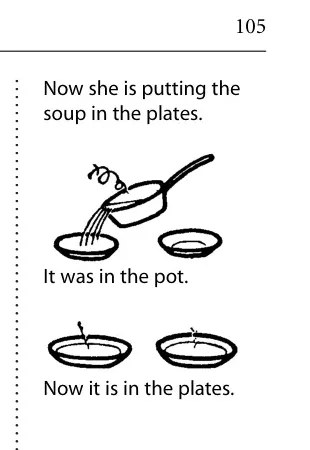 105
Now she is putting the
soup in the plates.
It was in the pot.
Now it is in the plates.